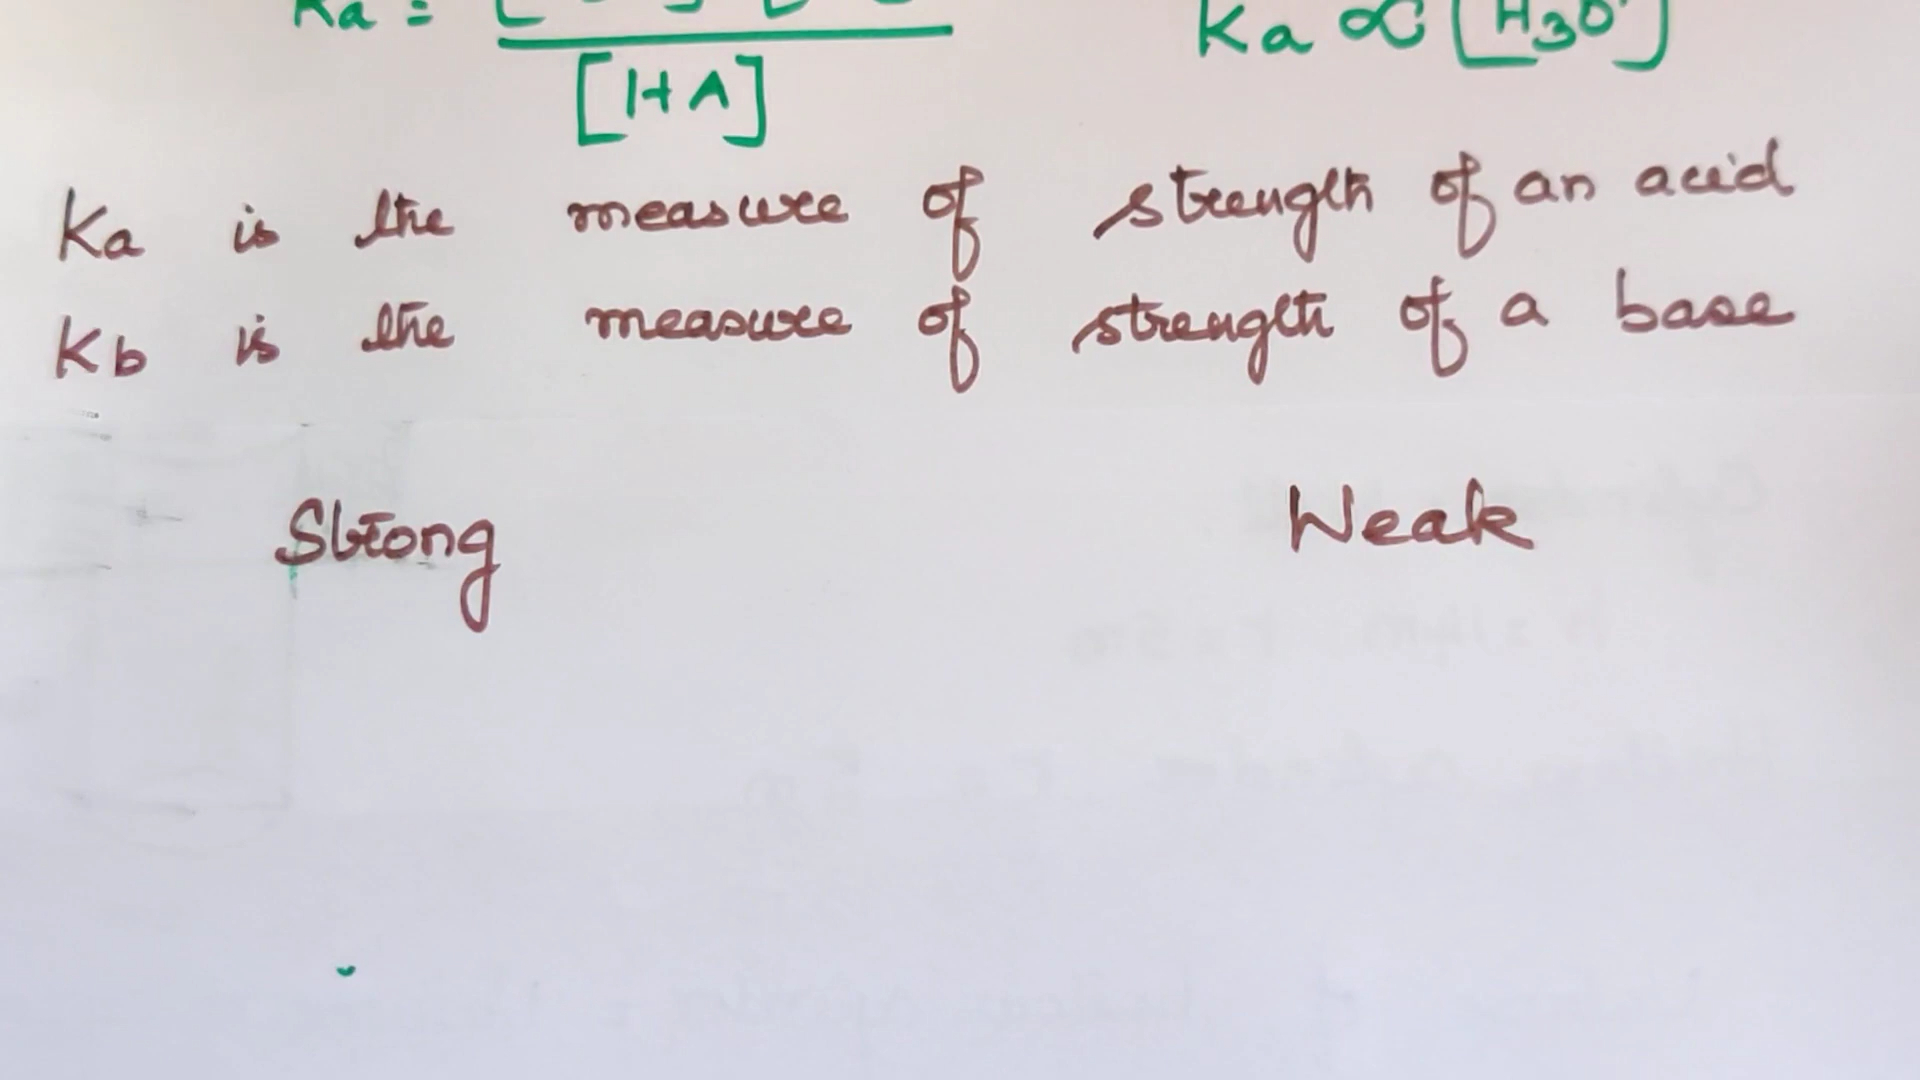 Ka =
[HA]
Ka ∝ [H3O+]
Ka is the measure of strength of an acid
Kb is the measure of strength of a base
Strong Weak